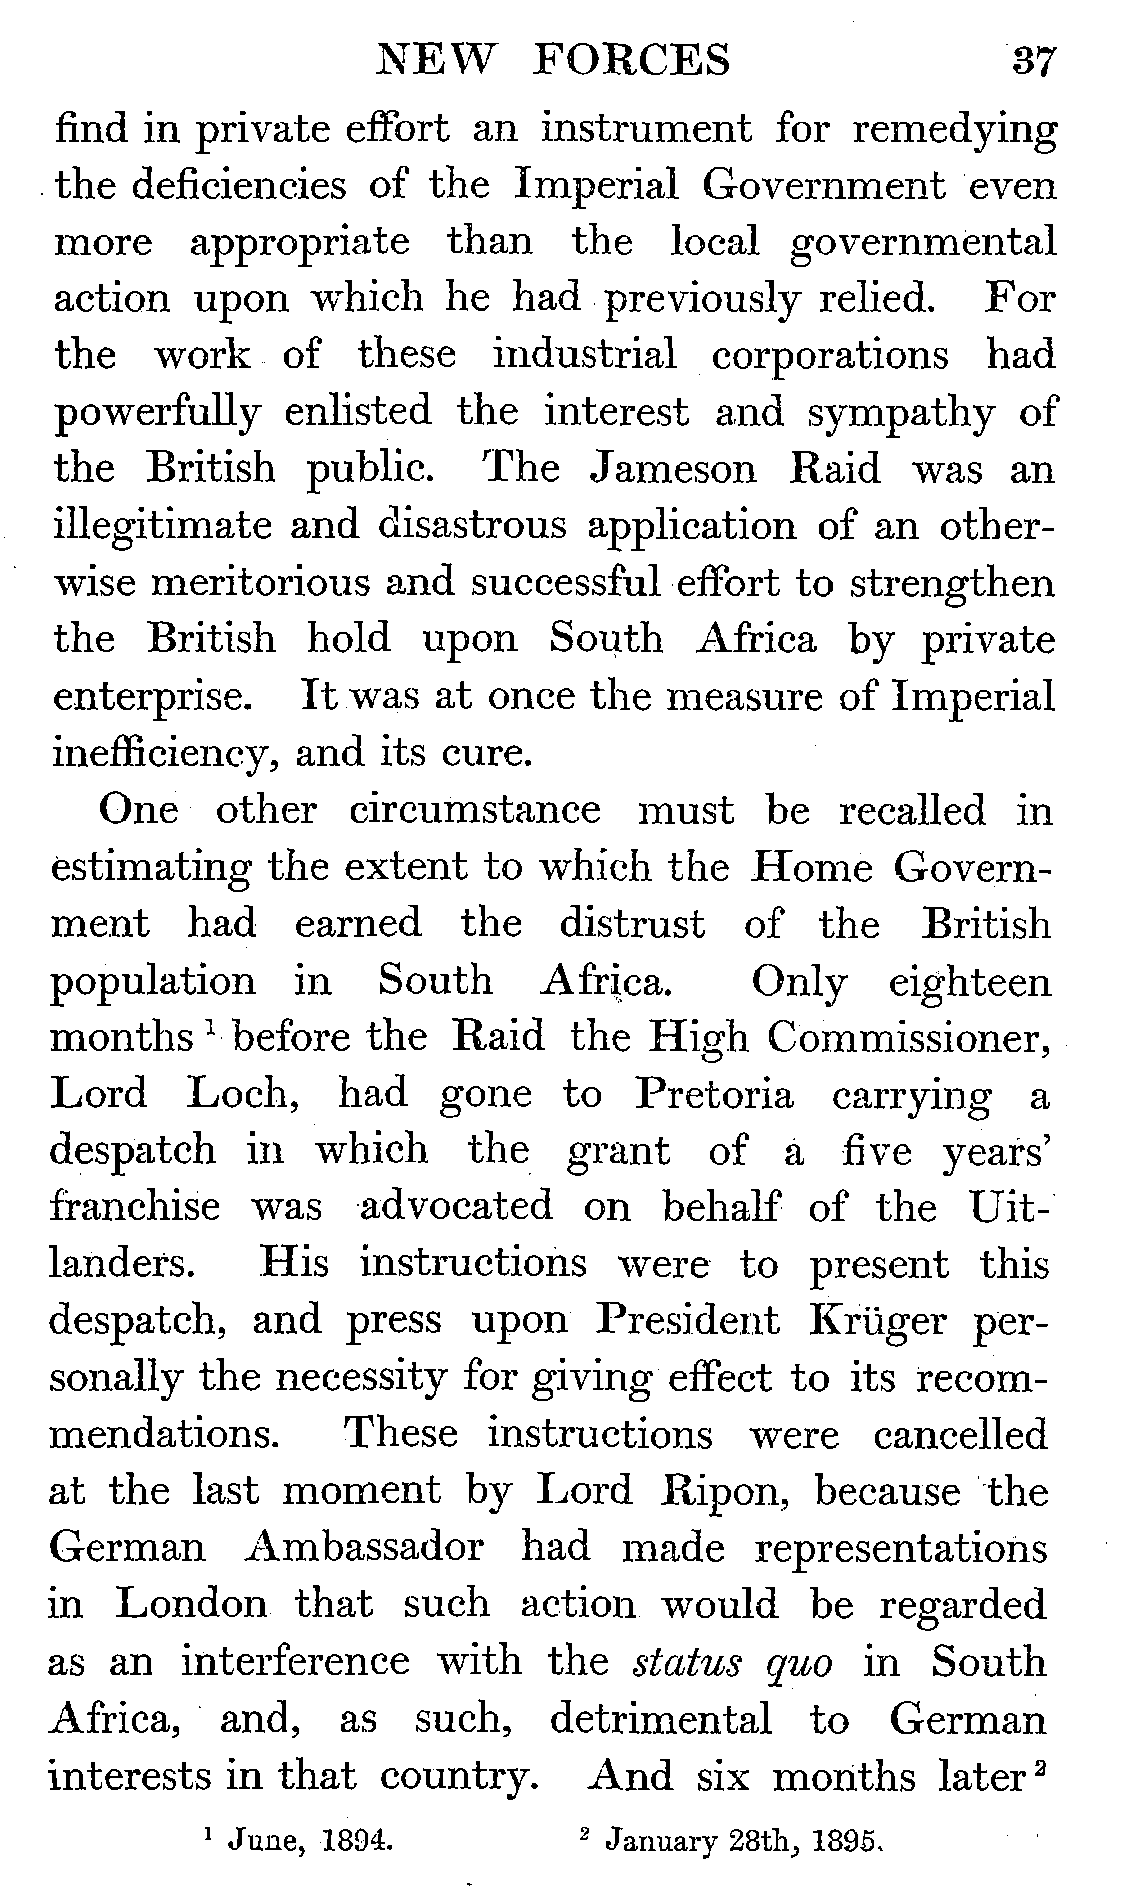 NEW FORCES 37
find in private effort an instrument for remedying
the deficiencies of the Imperial Government even
more appropriate than the local governmental
action upon which he had previously relied. For
the work of these industrial corporations had
powerfully enlisted the interest and sympathy of
the British public. The Jameson Raid was an
illegitimate and disastrous application of an other-
wise meritorious and successful effort to strengthen
the British hold upon South Africa by private
enterprise. It was at once the measure of Imperial
inefficiency, and its cure.
One other circumstance must be recalled in
estimating the extent to which the Home Govern-
ment had earned the distrust of the British
population in South Africa. Only eighteen
months ¹ before the Raid the High Commissioner,
Lord Loch, had gone to Pretoria carrying a
despatch in which the grant of a five years’
franchise was advocated on behalf of the Uit-
landers. His instructions were to present this
despatch, and press upon President Krüger per-
sonally the necessity for giving effect to its recom-
mendations. These instructions were cancelled
at the last moment by Lord Ripon, because the
German Ambassador had made representations
in London that such action would be regarded
as an interference with the status quo in South
Africa, and, as such, detrimental to German
interests in that country. And six months later ²
¹ June, 1894. ² January 28th, 1895.